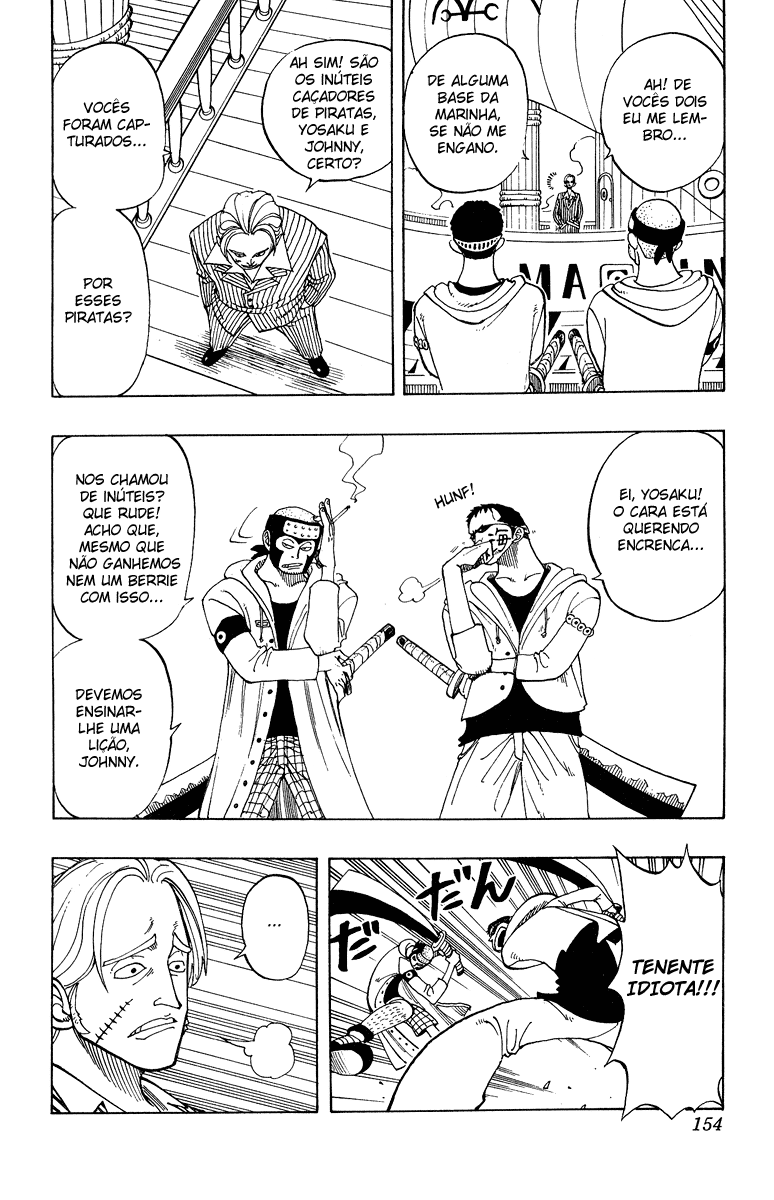 AH! DE
VOCÊS DOIS
EU ME LEM-
BRO...
DE ALGUMA
BASE DA
MARINHA,
SE NÃO ME
ENGANO.
MA IN
AH SIM! SÃO
OS INÚTEIS
CAÇADORES
DE PIRATAS,
YOSAKU E
JOHNNY,
CERTO?
VOCÊS
FORAM CAP-
TURADOS...
POR
ESSES
PIRATAS?
EI, YOSAKU!
O CARA ESTÁ
QUERENDO
ENCRENCA...
HUNF!
NOS CHAMOU
DE INÚTEIS?
QUE RUDE!
ACHO QUE,
MESMO QUE
NÃO GANHEMOS
NEM UM BERRIE
COM ISSO...
DEVEMOS
ENSINAR-
LHE UMA
LIÇÃO,
JOHNNY.
TENENTE
IDIOTA!!!
だん
だ
...
154